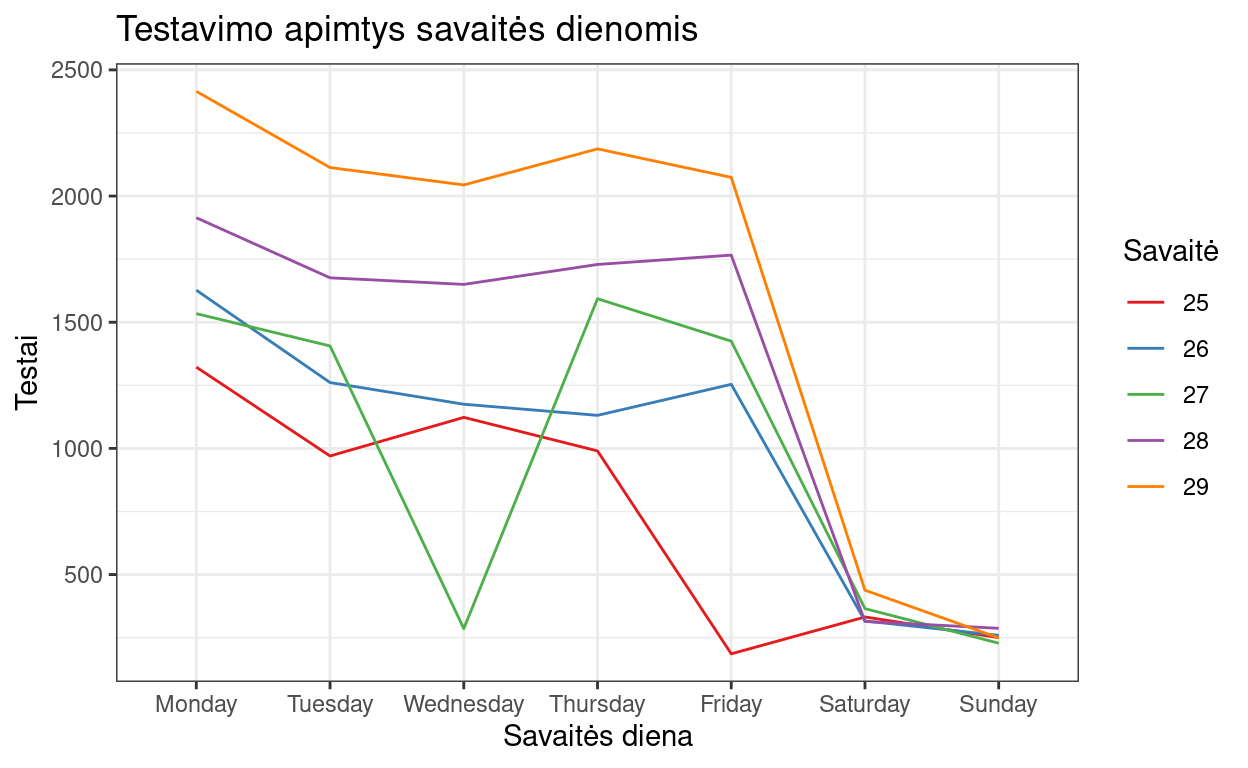 Testavimo apimtys savaitės dienomis
2500
2000
1500
1000
500
Testai
Monday Tuesday Wednesday Thursday Friday Saturday Sunday
Savaitės diena
Savaitė
25
26
27
28
29